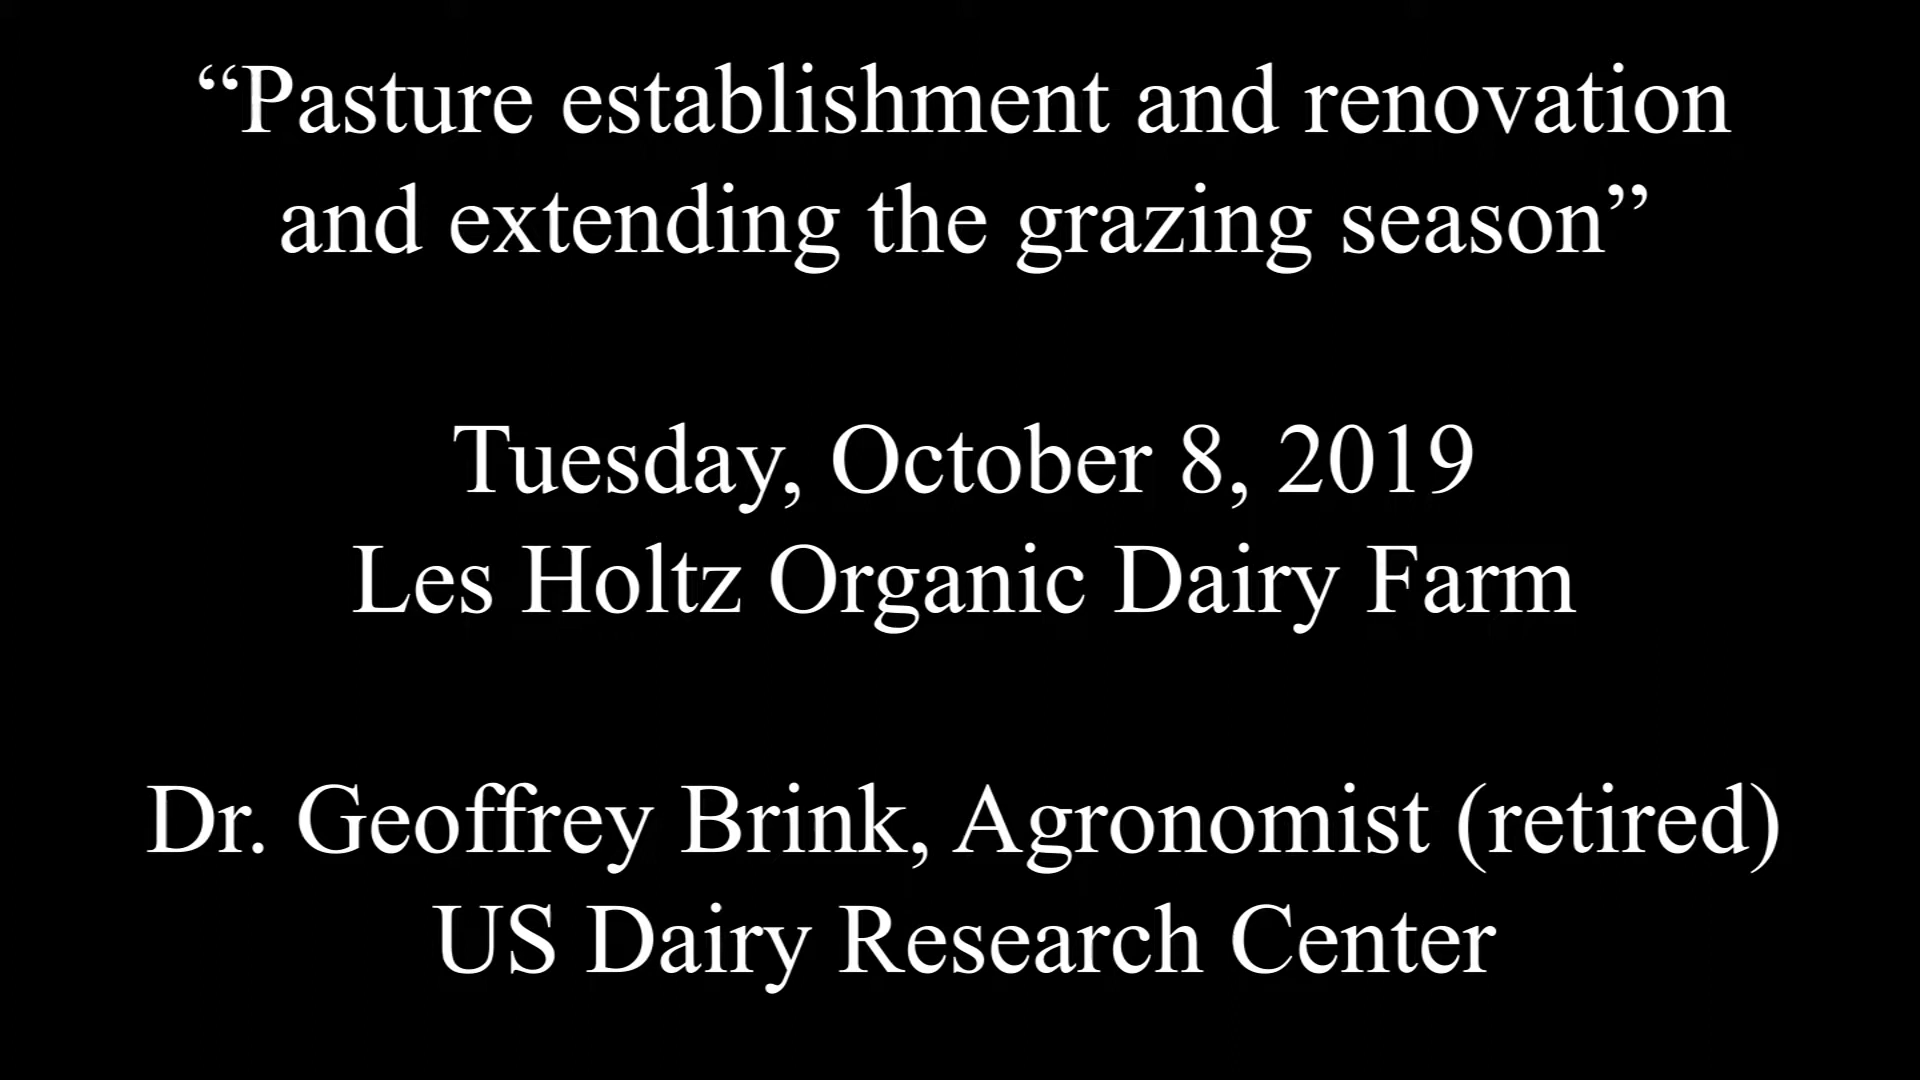 “Pasture establishment and renovation
and extending the grazing season”
Tuesday, October 8, 2019
Les Holtz Organic Dairy Farm
Dr. Geoffrey Brink, Agronomist (retired)
US Dairy Research Center